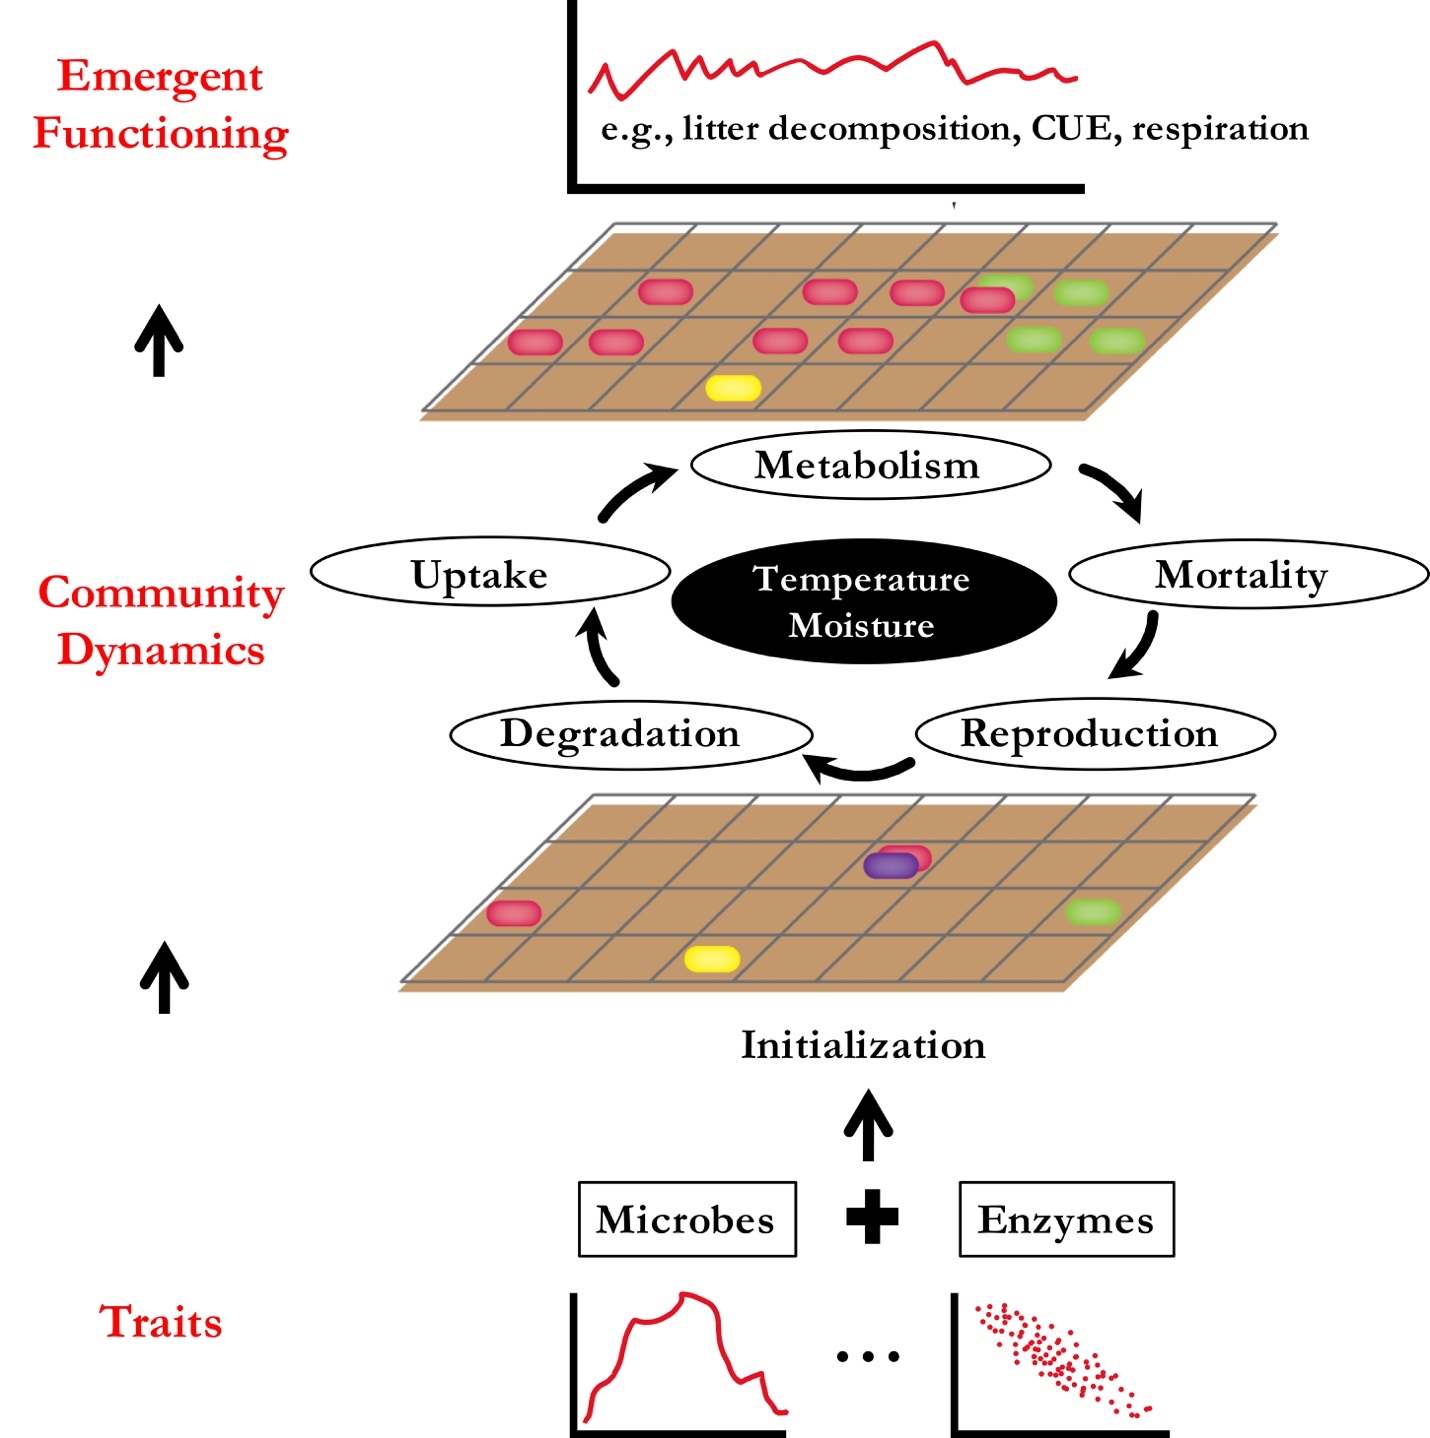 Emergent
Functioning
e.g., litter decomposition, CUE, respiration
Metabolism
Uptake
Temperature
Moisture
Mortality
Community
Dynamics
Degradation
Reproduction
Initialization
Microbes
Enzymes
Traits